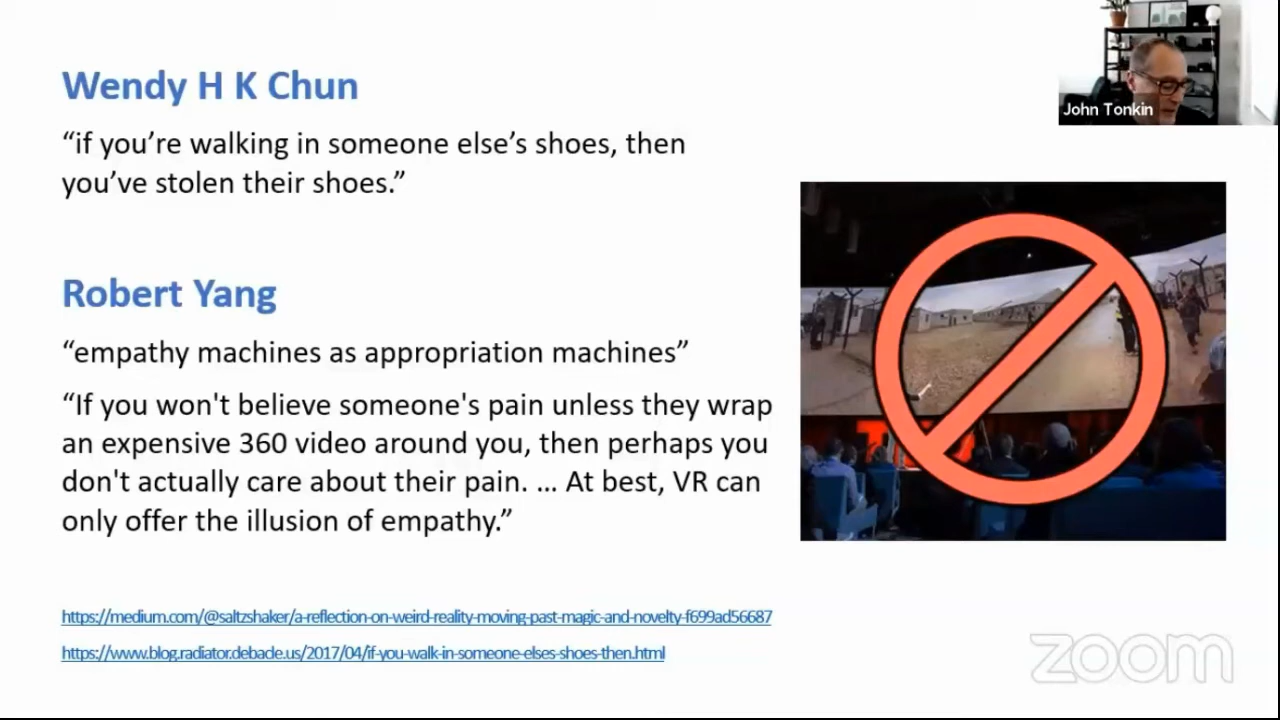 Wendy H K Chun
“if you’re walking in someone else’s shoes, then
you’ve stolen their shoes.”
Robert Yang
“empathy machines as appropriation machines”
“If you won't believe someone's pain unless they wrap
an expensive 360 video around you, then perhaps you
don't actually care about their pain. ... At best, VR can
only offer the illusion of empathy.”
https://medium.com/@saltzshaker/a-reflection-on-weird-reality-moving-past-magic-and-novelty-f699ad56687
https://www.blog.radiator.debacle.us/2017/04/if-you-walk-in-someone-elses-shoes-then.html
John Tonkin
zoom